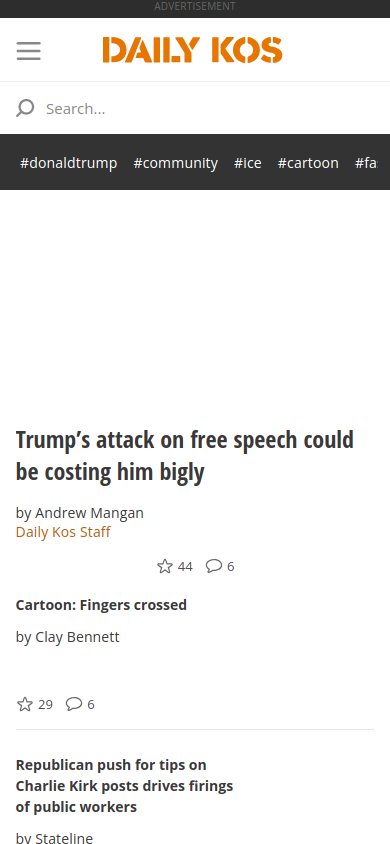 ADVERTISEMENT
DAILY KOS
Search...
#donaldtrump #community #ice #cartoon #fa
Trump's attack on free speech could
be costing him bigly
by Andrew Mangan
Daily Kos Staff
44 6
Cartoon: Fingers crossed
by Clay Bennett
29 6
Republican push for tips on
Charlie Kirk posts drives firings
of public workers
by Stateline